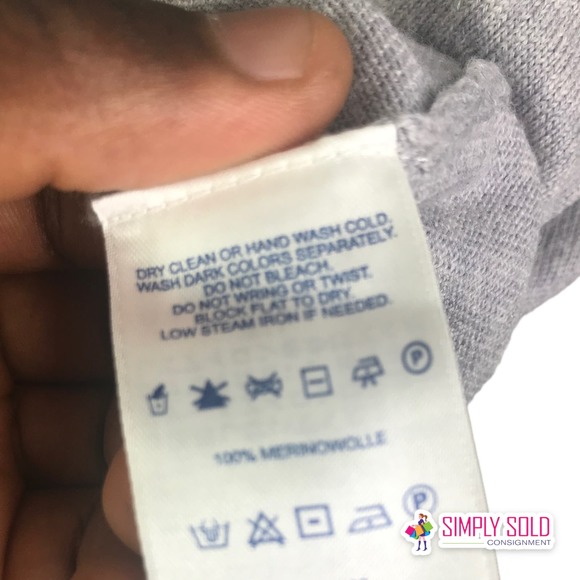 DRY CLEAN OR HAND WASH COLD.
WASH DARK COLORS SEPARATELY.
DO NOT BLEACH.
DO NOT WRING OR TWIST.
BLOCK FLAT TO DRY.
LOW STEAM IRON IF NEEDED.
P
100% MERINOWOLLE
P
SIMPLY SOLD
CONSIGNMENT